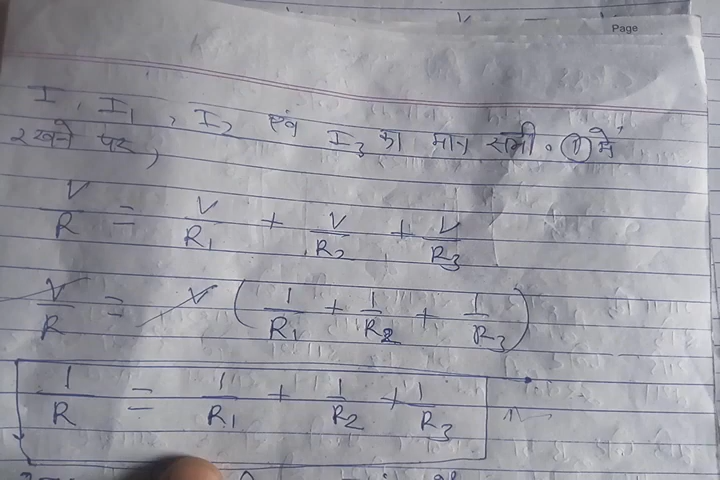 Page
I, I₁, I₂ एवं I₃ का मान समी. ① में
रखने पर,
V/R = V/R₁ + V/R₂ + V/R₃
V/R = V (1/R₁ + 1/R₂ + 1/R₃)
1/R = 1/R₁ + 1/R₂ + 1/R₃